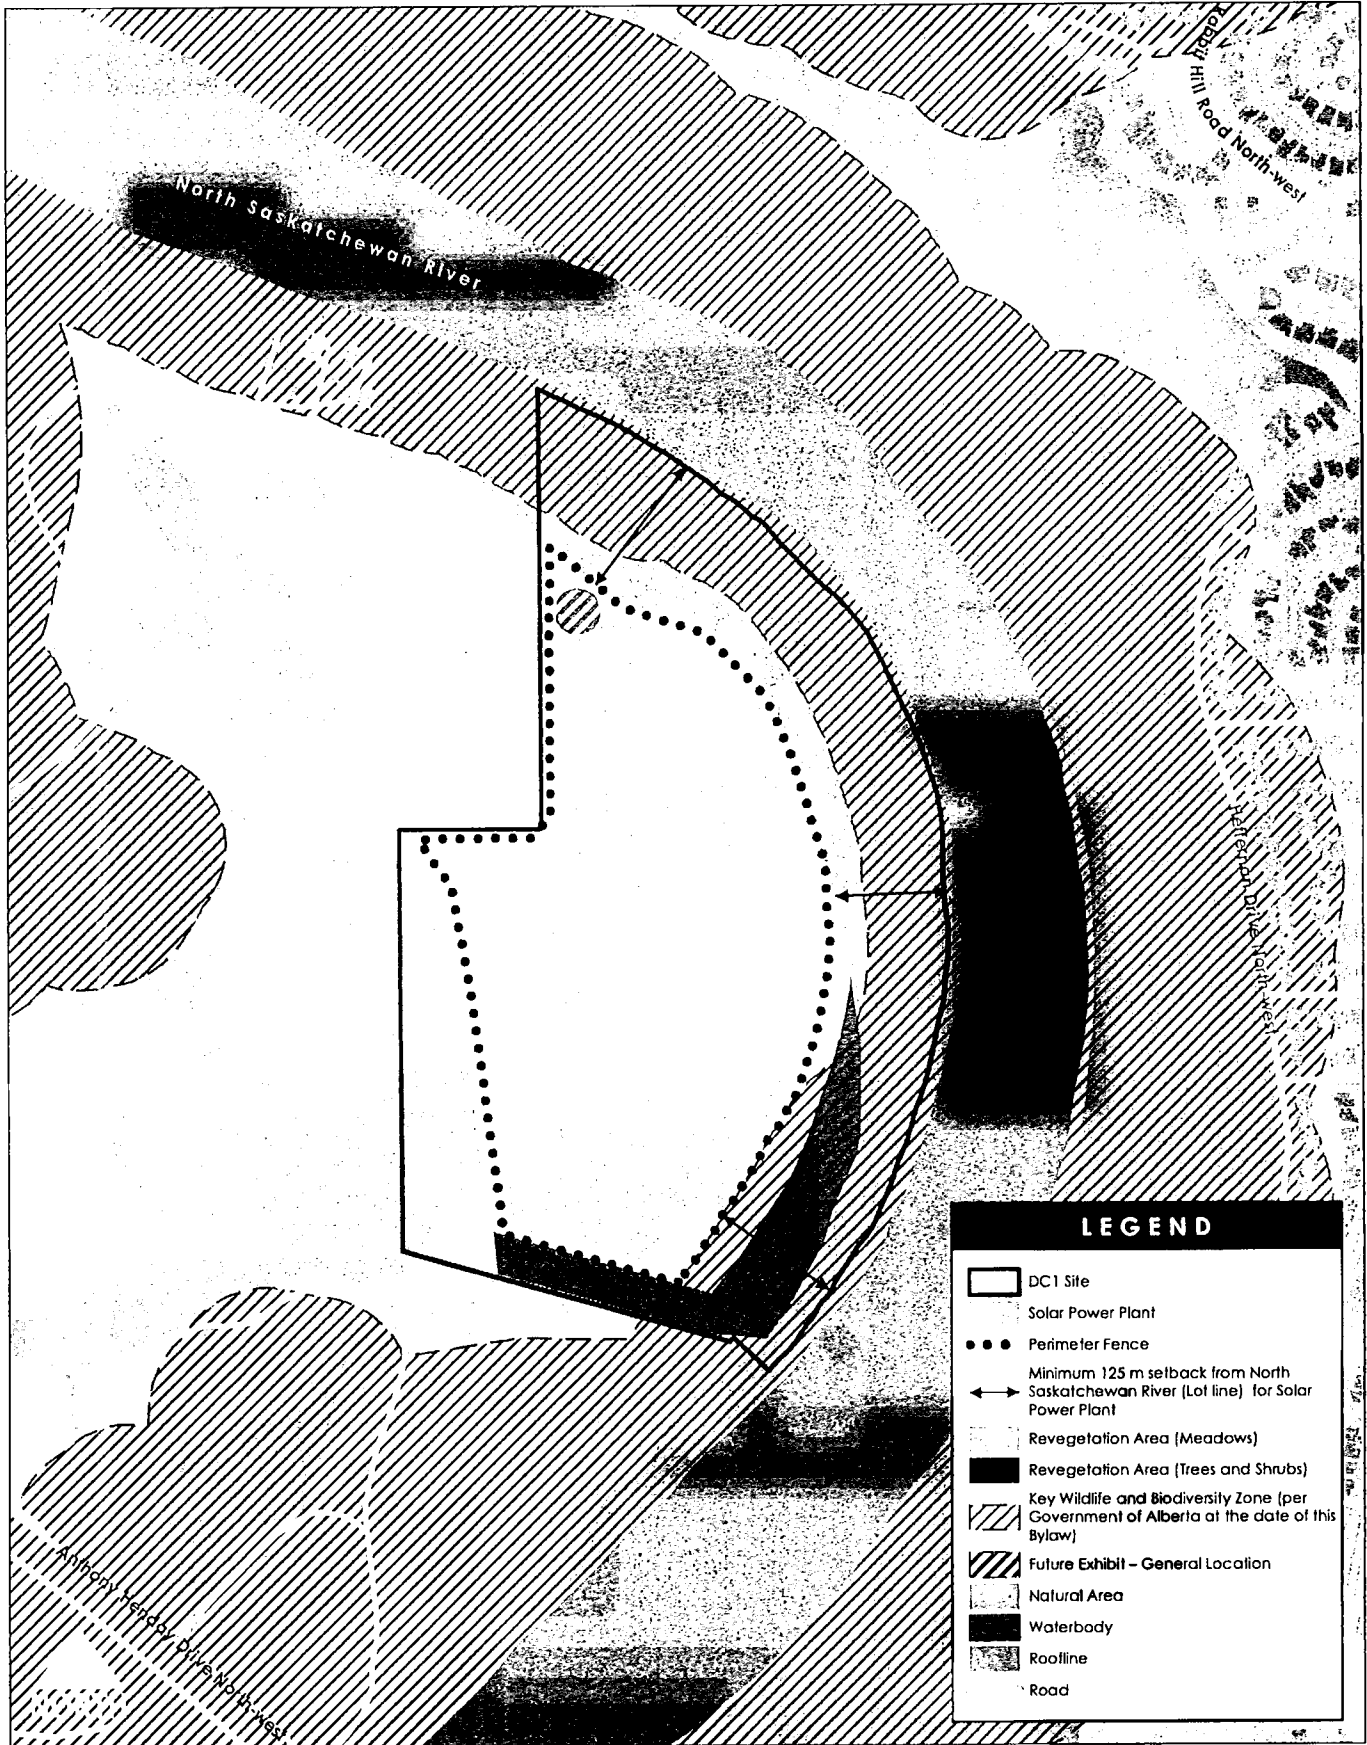 Rabbit Hill Road North-west
North Saskatchewan River
Heffernan Drive North-west
Anthony Henday Drive North-west
LEGEND
DC1 Site
Solar Power Plant
Perimeter Fence
Minimum 125 m setback from North
Saskatchewan River (Lot line) for Solar
Power Plant
Revegetation Area (Meadows)
Revegetation Area (Trees and Shrubs)
Key Wildlife and Biodiversity Zone (per
Government of Alberta at the date of this
Bylaw)
Future Exhibit – General Location
Natural Area
Waterbody
Roofline
Road